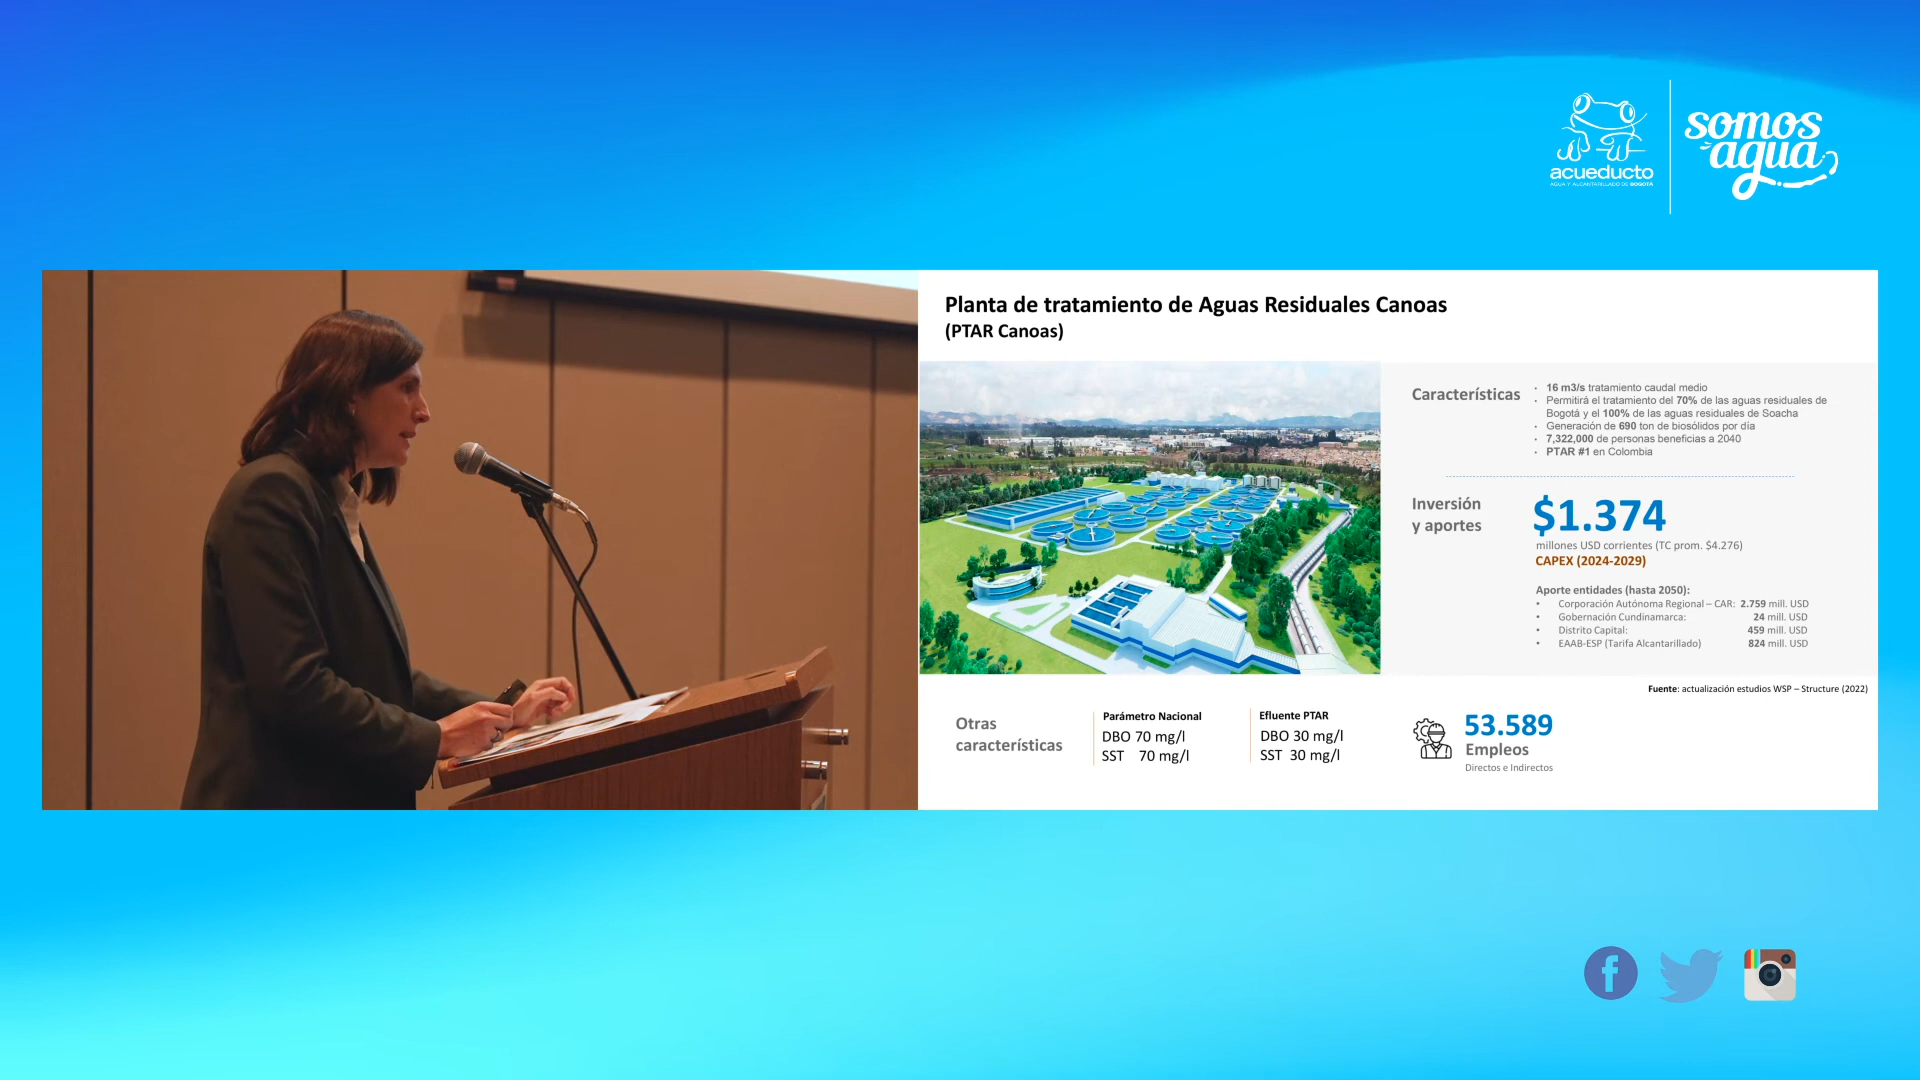 acueducto
AGUA Y ALCANTARILLADO DE BOGOTÁ
somos
agua
Planta de tratamiento de Aguas Residuales Canoas
(PTAR Canoas)
Características
• 16 m3/s tratamiento caudal medio
• Permitirá el tratamiento del 70% de las aguas residuales de
Bogotá y el 100% de las aguas residuales de Soacha
• Generación de 690 ton de biosólidos por día
• 7,322,000 de personas beneficias a 2040
• PTAR #1 en Colombia
Inversión
y aportes
$1.374
millones USD corrientes (TC prom. $4.276)
CAPEX (2024-2029)
Aporte entidades (hasta 2050):
• Corporación Autónoma Regional – CAR: 2.759 mill. USD
• Gobernación Cundinamarca: 24 mill. USD
• Distrito Capital: 459 mill. USD
• EAAB-ESP (Tarifa Alcantarillado) 824 mill. USD
Fuente: actualización estudios WSP – Structure (2022)
Otras
características
Parámetro Nacional
DBO 70 mg/l
SST 70 mg/l
Efluente PTAR
DBO 30 mg/l
SST 30 mg/l
53.589
Empleos
Directos e Indirectos